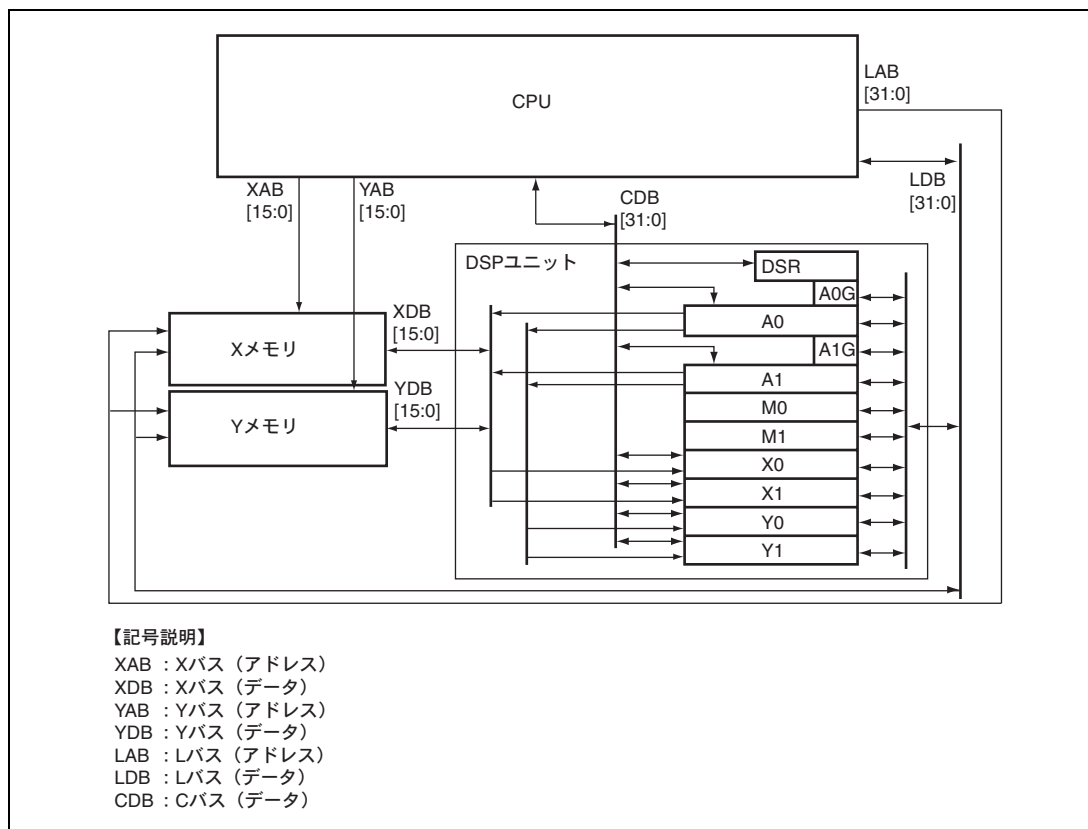 CPU
LAB
[31:0]
XAB
[15:0]
YAB
[15:0]
CDB
[31:0]
LDB
[31:0]
DSPユニット
DSR
A0G
A0
A1G
A1
M0
M1
X0
X1
Y0
Y1
XDB
[15:0]
Xメモリ
YDB
[15:0]
Yメモリ
【記号説明】
XAB : Xバス（アドレス）
XDB : Xバス（データ）
YAB : Yバス（アドレス）
YDB : Yバス（データ）
LAB : Lバス（アドレス）
LDB : Lバス（データ）
CDB : Cバス（データ）